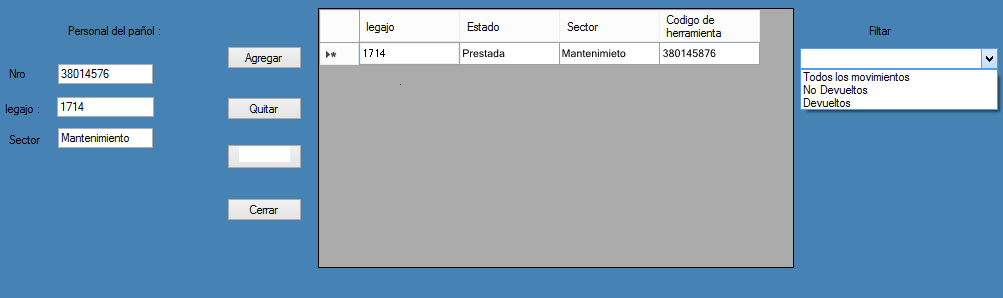 Personal del pañol :
Nro
38014576
legajo :
1714
Sector
Mantenimiento
Agregar
Quitar
Cerrar
legajo
Estado
Sector
Codigo de
herramienta
1714
Prestada
Mantenimieto
380145876
Filtar
Todos los movimientos
No Devueltos
Devueltos